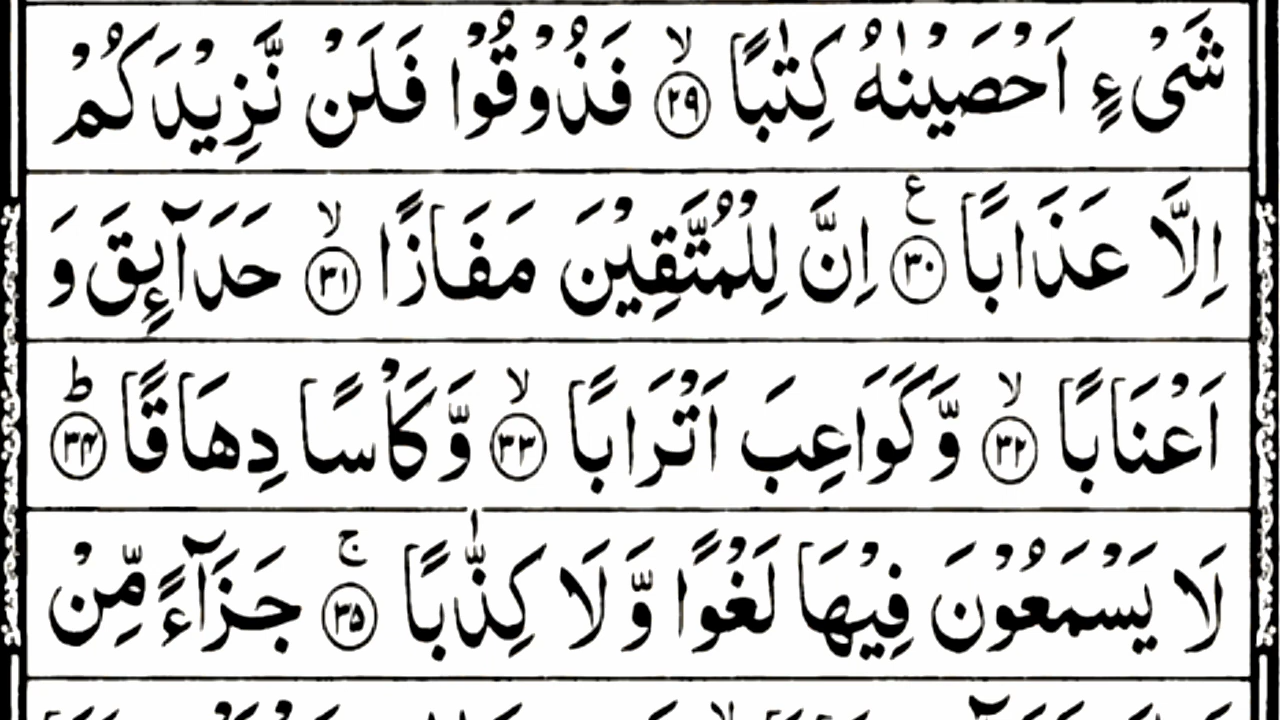 شَیْءٍ اَحْصَیْنٰهُ كِتٰبًا ۙ﴿۲۹﴾ فَذُوْقُوْا فَلَنْ نَّزِیْدَكُمْ
اِلَّا عَذَابًا ﴿۳۰﴾ ع اِنَّ لِلْمُتَّقِیْنَ مَفَازًا ۙ﴿۳۱﴾ حَدَآىِٕقَ وَ
اَعْنَابًا ۙ﴿۳۲﴾ وَّكَوَاعِبَ اَتْرَابًا ۙ﴿۳۳﴾ وَّكَاْسًا دِهَاقًا ؕ﴿۳۴﴾
لَا یَسْمَعُوْنَ فِیْهَا لَغْوًا وَّ لَا كِذّٰبًا ۚ﴿۳۵﴾ جَزَآءً مِّنْ